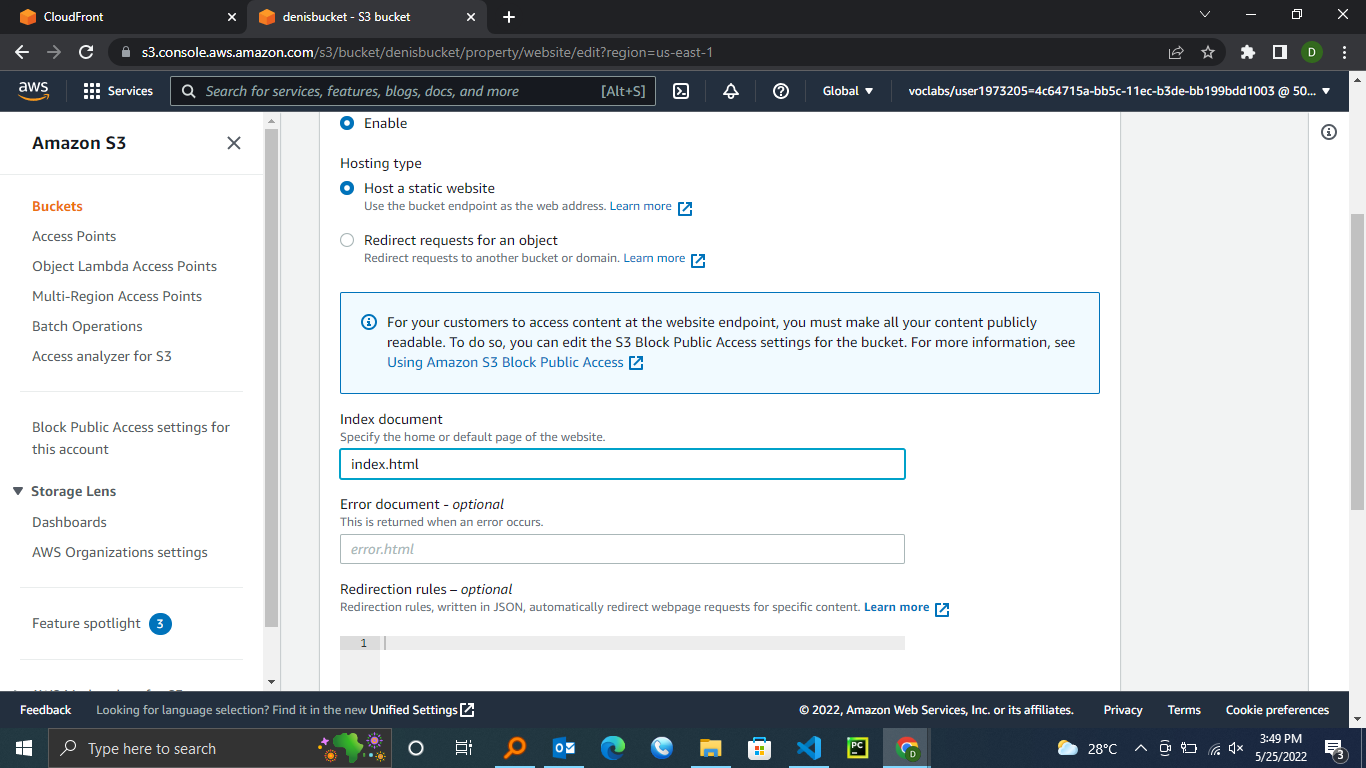 CloudFront
denisbucket - S3 bucket
s3.console.aws.amazon.com/s3/bucket/denisbucket/property/website/edit?region=us-east-1
D
aws
Services
Search for services, features, blogs, docs, and more
[Alt+S]
Global
voclabs/user1973205=4c64715a-bb5c-11ec-b3de-bb199bdd1003 @ 50...
Amazon S3
Buckets
Access Points
Object Lambda Access Points
Multi-Region Access Points
Batch Operations
Access analyzer for S3
Block Public Access settings for
this account
Storage Lens
Dashboards
AWS Organizations settings
Feature spotlight 3
Enable
Hosting type
Host a static website
Use the bucket endpoint as the web address. Learn more
Redirect requests for an object
Redirect requests to another bucket or domain. Learn more
For your customers to access content at the website endpoint, you must make all your content publicly
readable. To do so, you can edit the S3 Block Public Access settings for the bucket. For more information, see
Using Amazon S3 Block Public Access
Index document
Specify the home or default page of the website.
index.html
Error document - optional
This is returned when an error occurs.
error.html
Redirection rules – optional
Redirection rules, written in JSON, automatically redirect webpage requests for specific content. Learn more
1
Feedback
Looking for language selection? Find it in the new Unified Settings
© 2022, Amazon Web Services, Inc. or its affiliates.
Privacy
Terms
Cookie preferences
Type here to search
PC
D
28°C
3:49 PM
5/25/2022
3